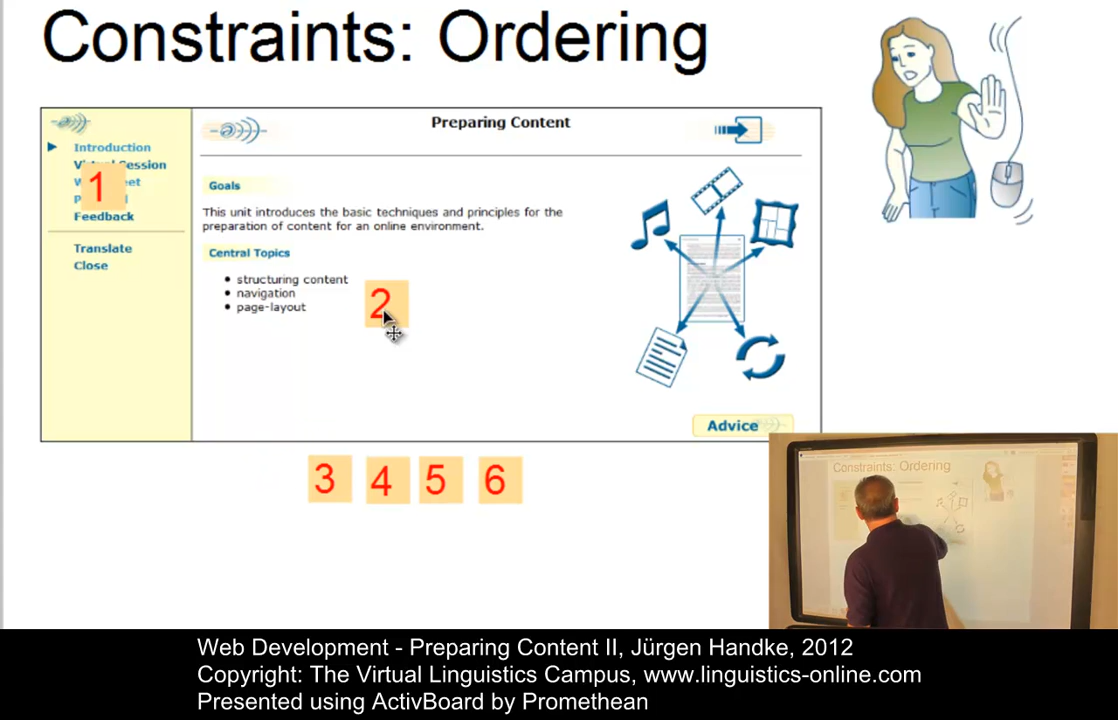 Constraints: Ordering
Preparing Content
Introduction
Session
1
Feedback
Translate
Close
Goals
This unit introduces the basic techniques and principles for the
preparation of content for an online environment.
Central Topics
• structuring content
• navigation
• page-layout
2
Advice
3 4 5 6
Constraints: Ordering
Web Development - Preparing Content II, Jürgen Handke, 2012
Copyright: The Virtual Linguistics Campus, www.linguistics-online.com
Presented using ActivBoard by Promethean